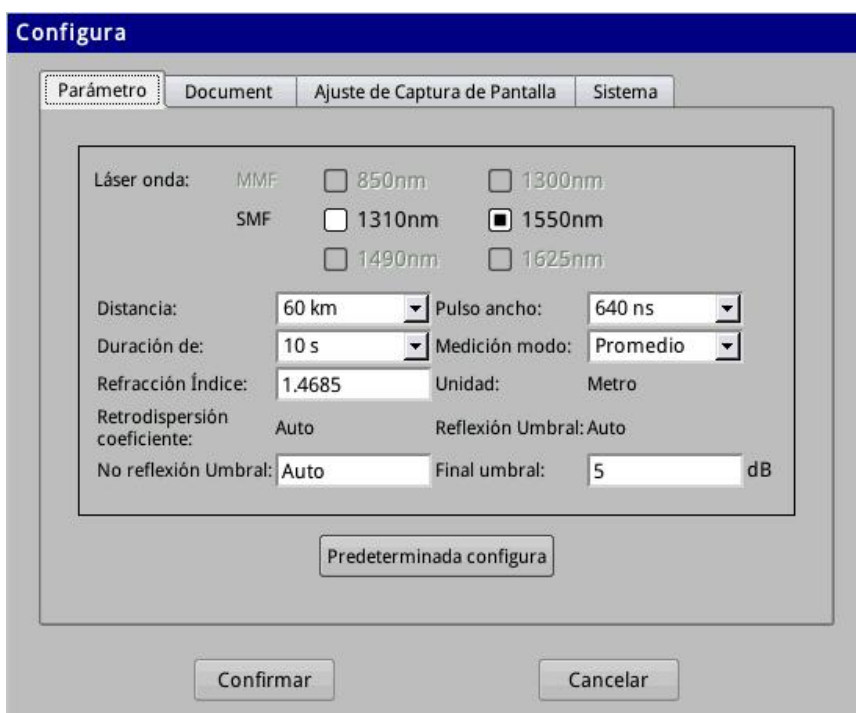 Configura
Parámetro Document Ajuste de Captura de Pantalla Sistema
Láser onda: MMF 850nm 1300nm
SMF 1310nm 1550nm
1490nm 1625nm
Distancia: 60 km Pulso ancho: 640 ns
Duración de: 10 s Medición modo: Promedio
Refracción Índice: 1.4685 Unidad: Metro
Retrodispersión
coeficiente: Auto Reflexión Umbral: Auto
No reflexión Umbral: Auto Final umbral: 5 dB
Predeterminada configura
Confirmar Cancelar